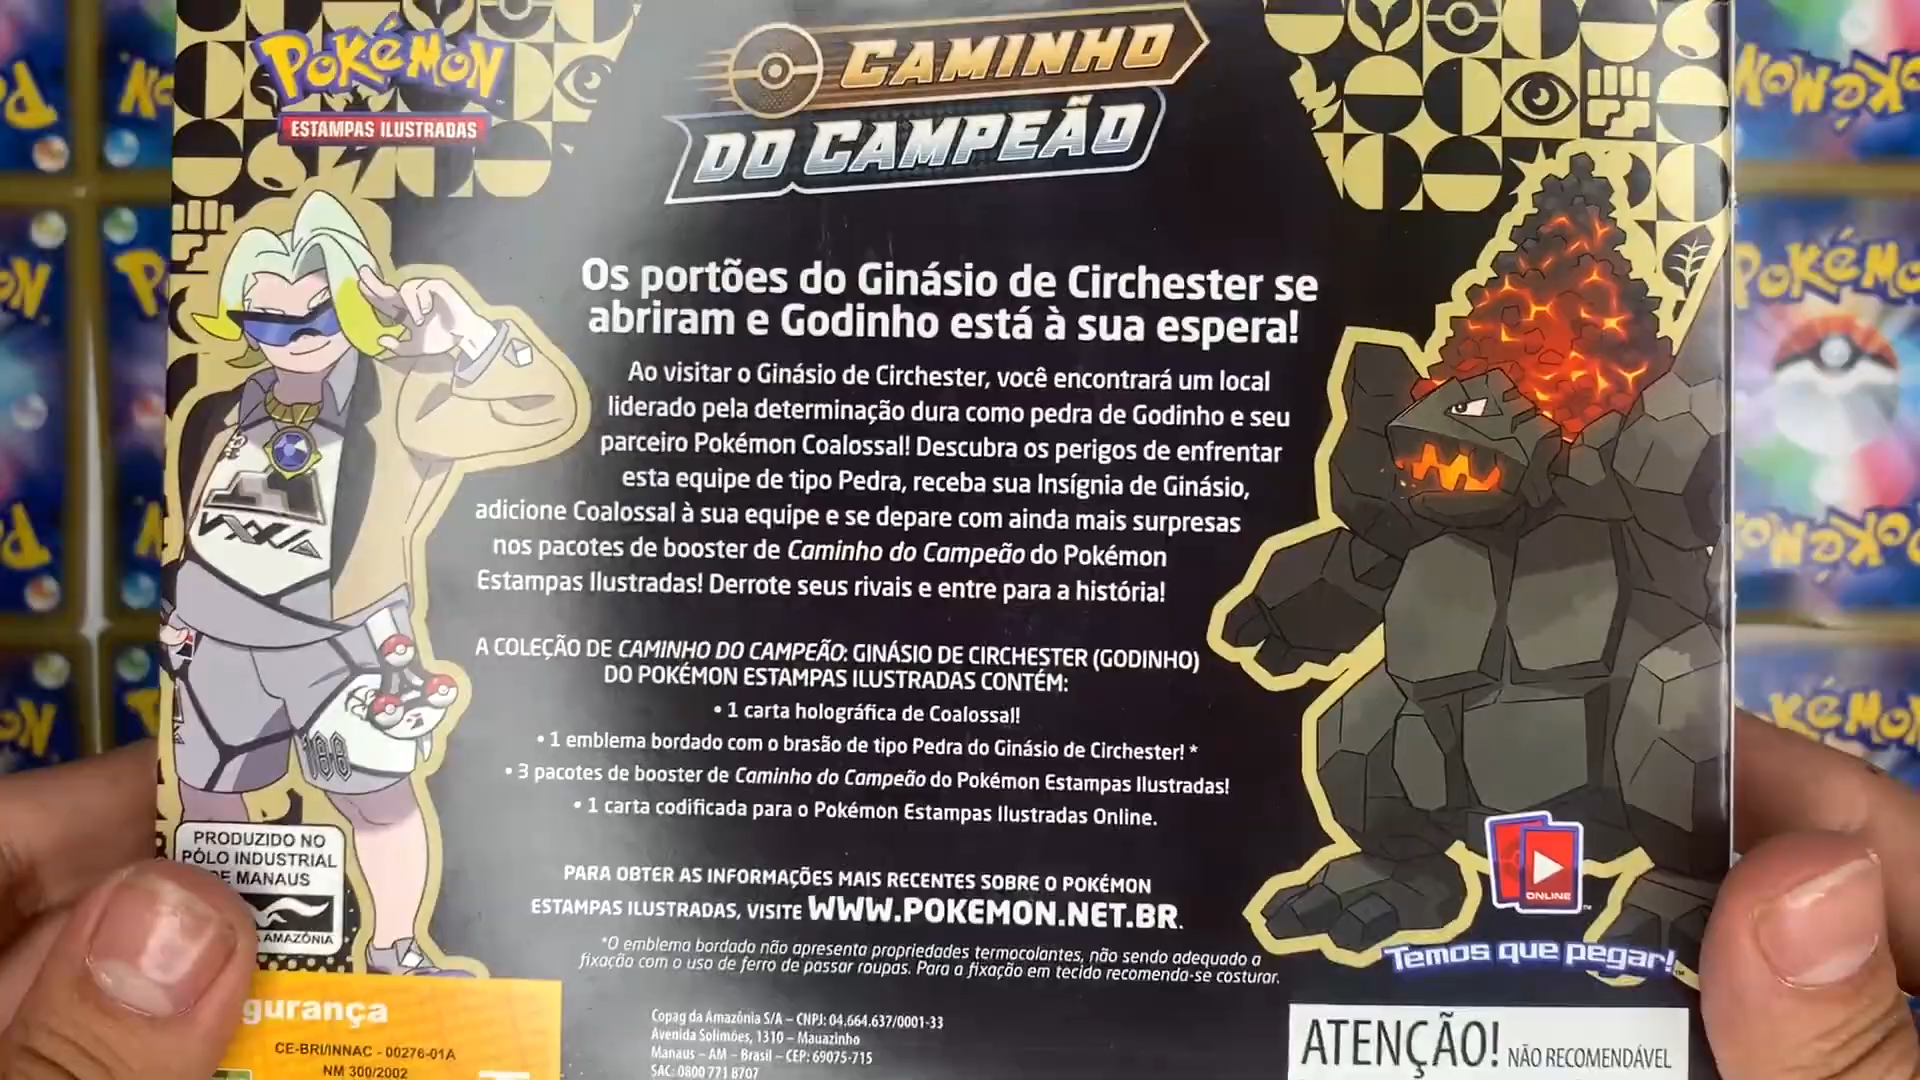 POKÉMON
ESTAMPAS ILUSTRADAS
CAMINHO
DO CAMPEÃO
Os portões do Ginásio de Circhester se
abriram e Godinho está à sua espera!
Ao visitar o Ginásio de Circhester, você encontrará um local
liderado pela determinação dura como pedra de Godinho e seu
parceiro Pokémon Coalossal! Descubra os perigos de enfrentar
esta equipe de tipo Pedra, receba sua Insígnia de Ginásio,
adicione Coalossal à sua equipe e se depare com ainda mais surpresas
nos pacotes de booster de Caminho do Campeão do Pokémon
Estampas Ilustradas! Derrote seus rivais e entre para a história!
A COLEÇÃO DE CAMINHO DO CAMPEÃO: GINÁSIO DE CIRCHESTER (GODINHO)
DO POKÉMON ESTAMPAS ILUSTRADAS CONTÉM:
• 1 carta holográfica de Coalossal!
• 1 emblema bordado com o brasão de tipo Pedra do Ginásio de Circhester! *
• 3 pacotes de booster de Caminho do Campeão do Pokémon Estampas Ilustradas!
• 1 carta codificada para o Pokémon Estampas Ilustradas Online.
PARA OBTER AS INFORMAÇÕES MAIS RECENTES SOBRE O POKÉMON
ESTAMPAS ILUSTRADAS, VISITE WWW.POKEMON.NET.BR.
*O emblema bordado não apresenta propriedades termocolantes, não sendo adequado a
fixação com o uso de ferro de passar roupas. Para a fixação em tecido recomenda-se costurar.
188
PRODUZIDO NO
PÓLO INDUSTRIAL
DE MANAUS
AMAZÔNIA
gurança
CE-BRI/INNAC - 00276-01A
NM 300/2002
Copag da Amazônia S/A – CNPJ: 04.664.637/0001-33
Avenida Solimões, 1310 – Mauazinho
Manaus – AM – Brasil – CEP: 69075-715
SAC: 0800 771 8707
ONLINE
Temos que pegar!
ATENÇÃO! NÃO RECOMENDÁVEL